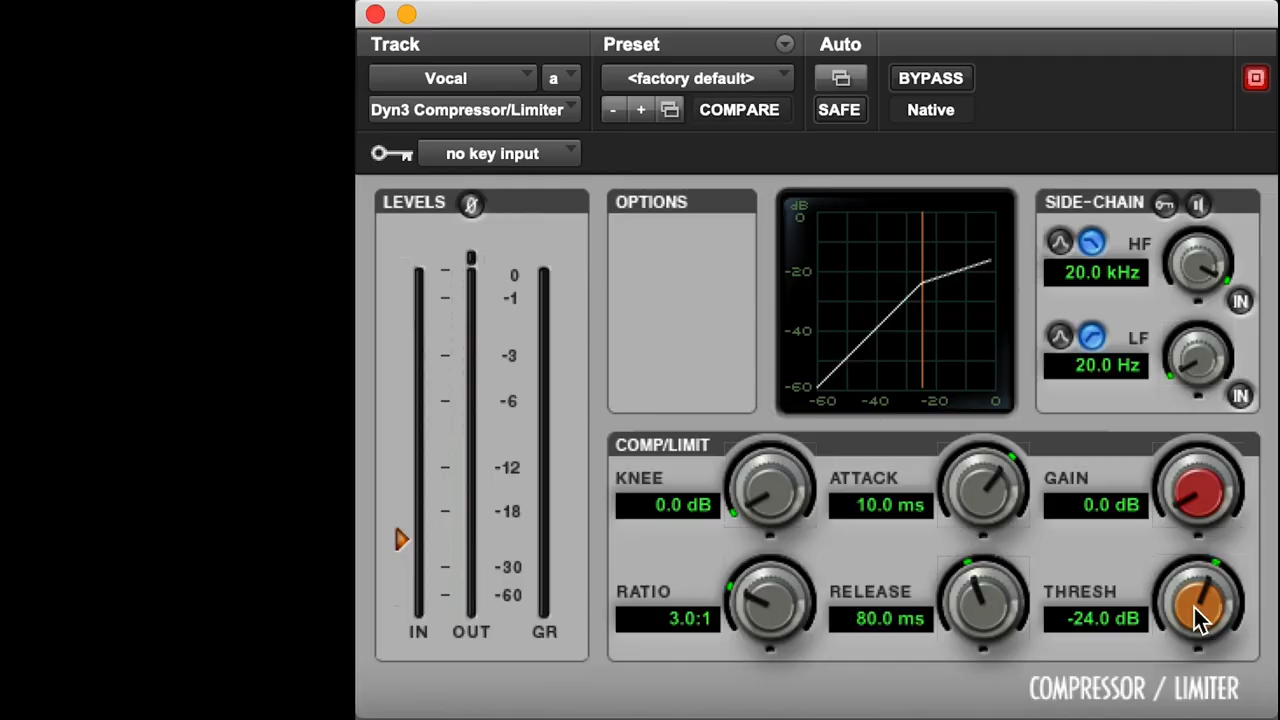 Track
Preset
Auto
Vocal
a
<factory default>
BYPASS
Dyn3 Compressor/Limiter
- +
COMPARE
SAFE
Native
no key input
LEVELS Ø
0
-1
-3
-6
-12
-18
-30
-60
IN OUT GR
OPTIONS
dB
0
-20
-40
-60
-60 -40 -20 0
SIDE-CHAIN
HF
20.0 kHz
IN
LF
20.0 Hz
IN
COMP/LIMIT
KNEE
0.0 dB
ATTACK
10.0 ms
GAIN
0.0 dB
RATIO
3.0:1
RELEASE
80.0 ms
THRESH
-24.0 dB
COMPRESSOR / LIMITER